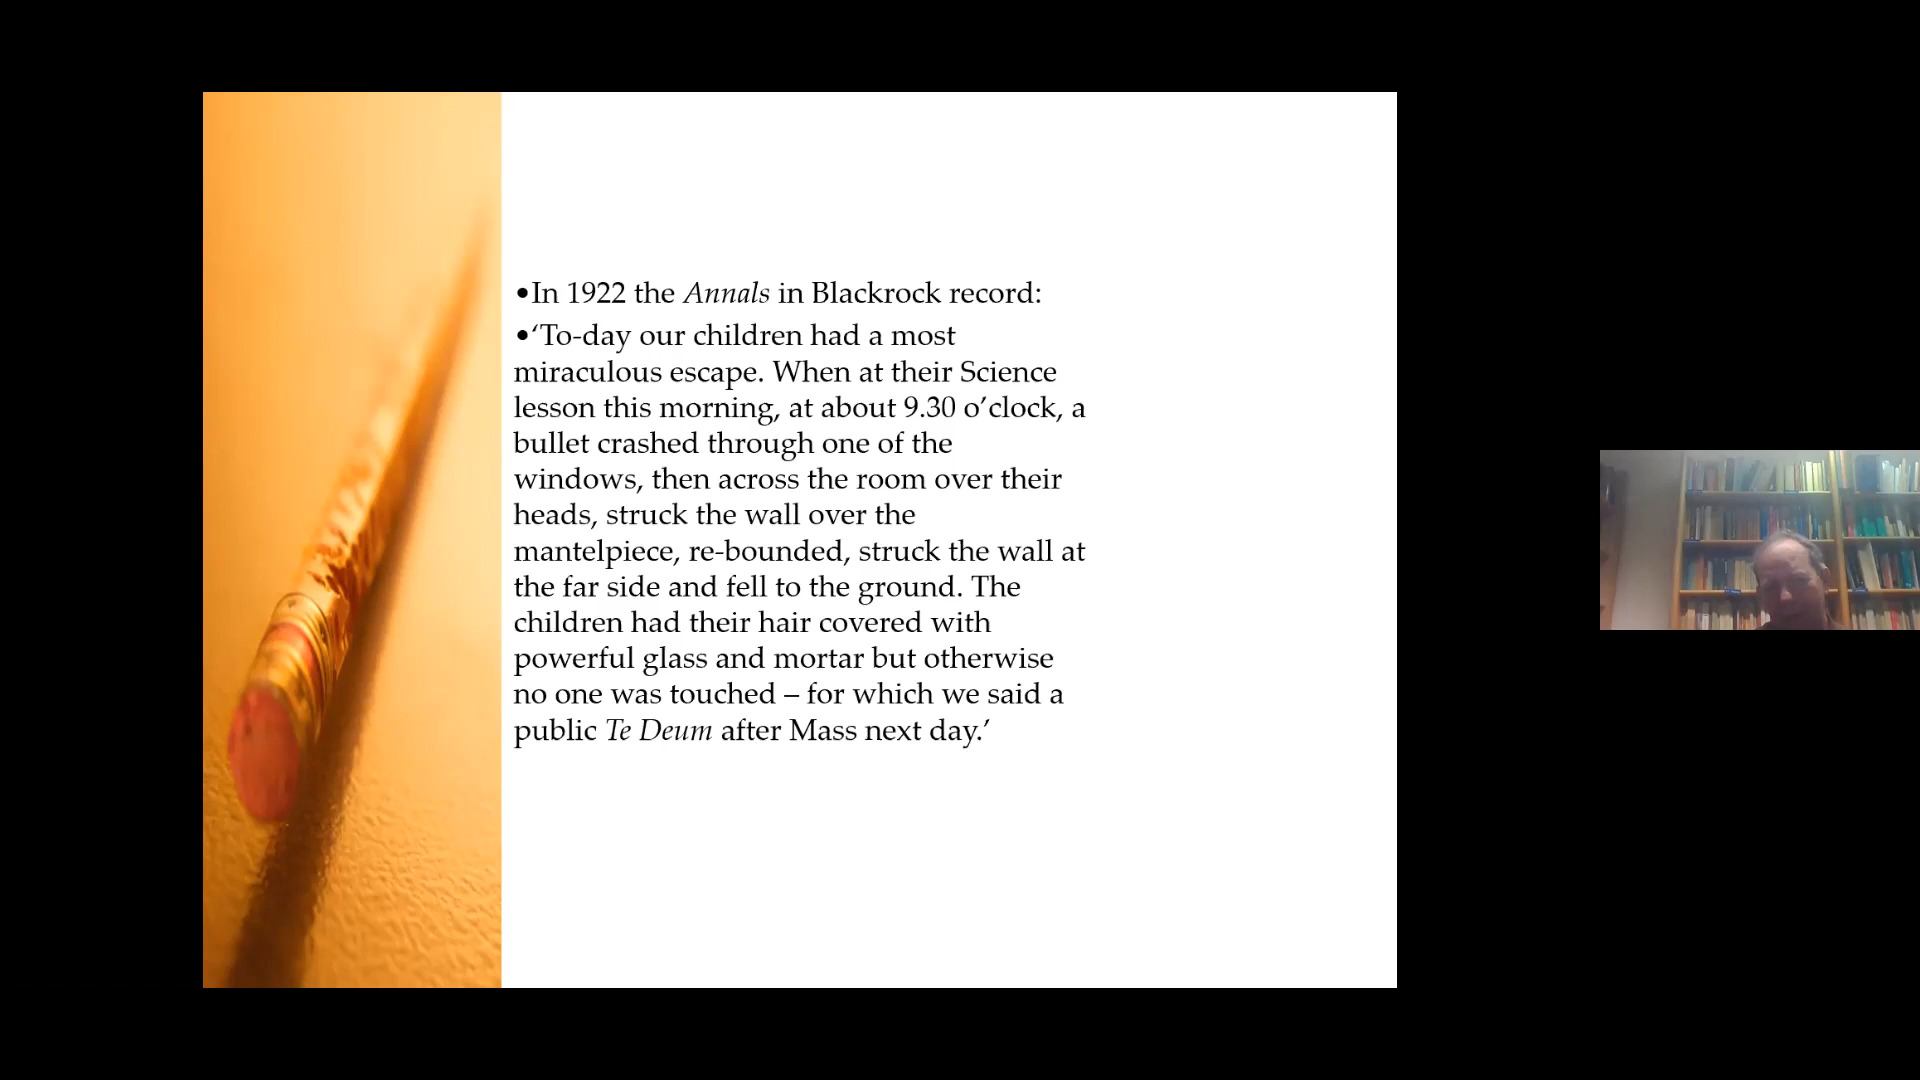 •In 1922 the Annals in Blackrock record:
•‘To-day our children had a most
miraculous escape. When at their Science
lesson this morning, at about 9.30 o’clock, a
bullet crashed through one of the
windows, then across the room over their
heads, struck the wall over the
mantelpiece, re-bounded, struck the wall at
the far side and fell to the ground. The
children had their hair covered with
powerful glass and mortar but otherwise
no one was touched – for which we said a
public Te Deum after Mass next day.’